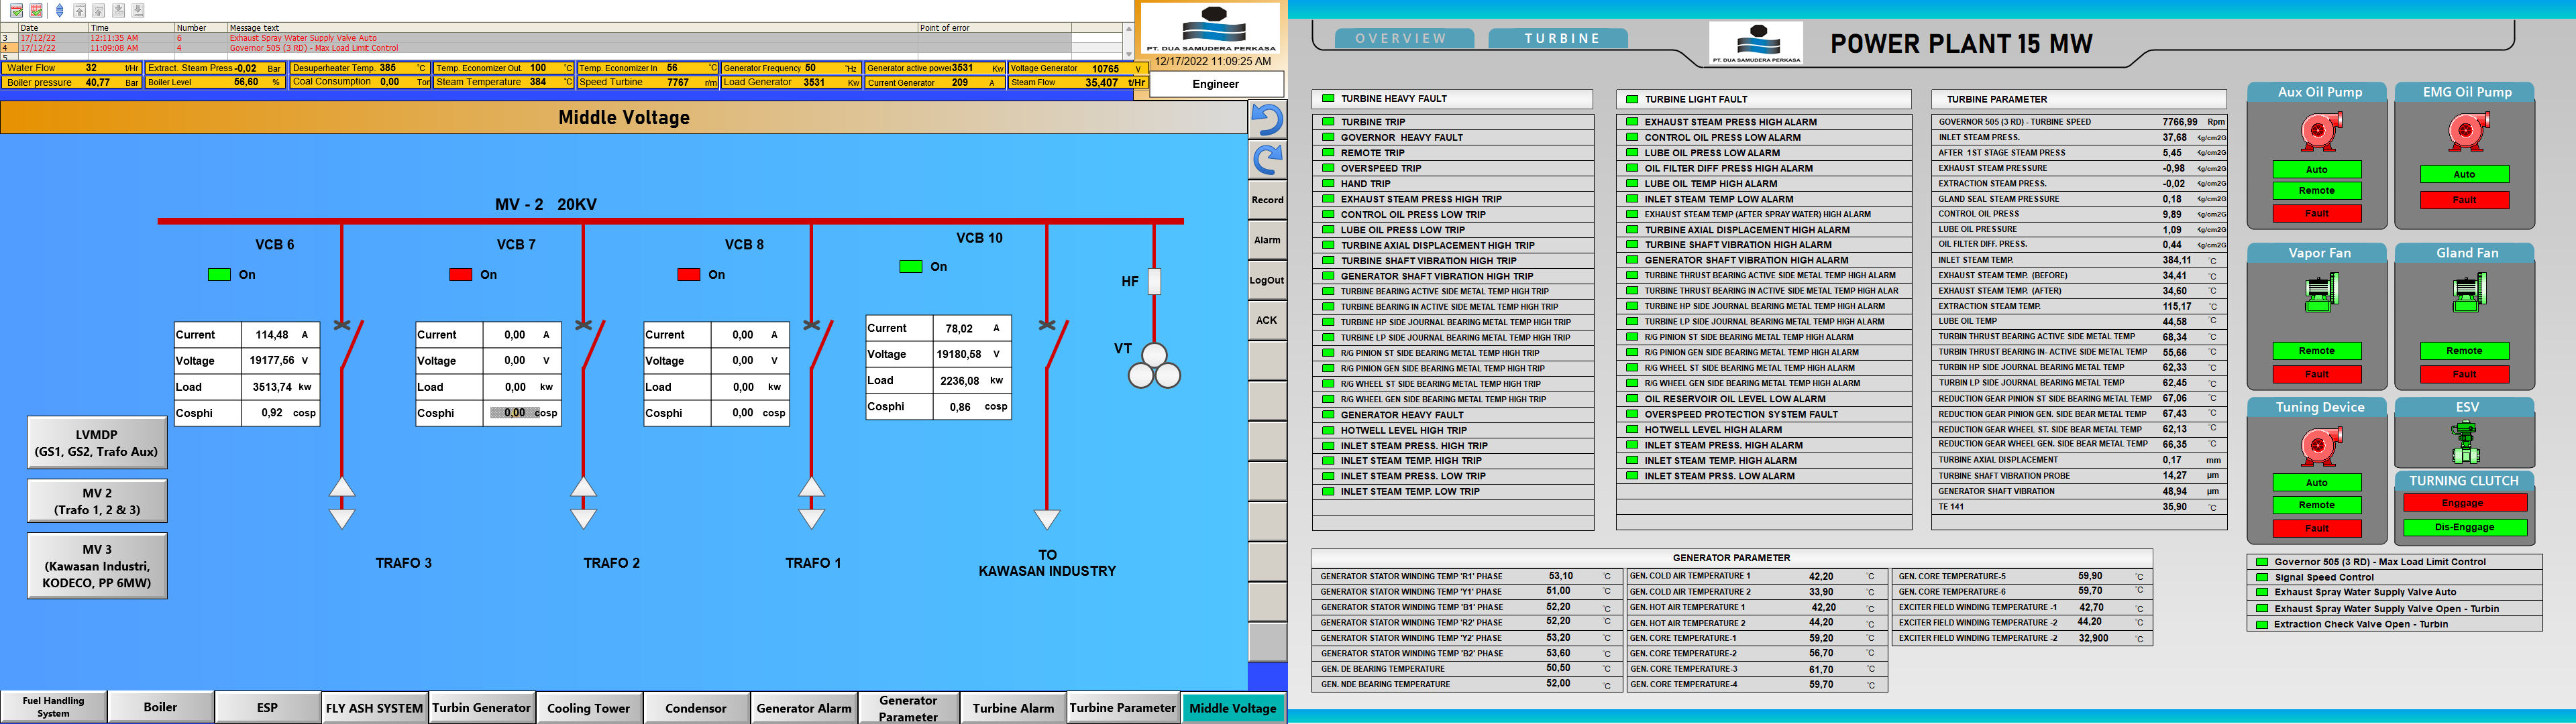 Date Time Number Message text Point of error
3 17/12/22 12:11:35 AM 6 Exhaust Spray Water Supply Valve Auto
4 17/12/22 11:09:08 AM 4 Governor 505 (3 RD) - Max Load Limit Control
5
PT. DUA SAMUDERA PERKASA
12/17/2022 11:09:25 AM
Engineer
Water Flow 32 t/Hr Extract. Steam Press -0,02 Bar Desuperheater Temp. 385 °C Temp. Economizer Out 100 °C Temp. Economizer In 56 °C Generator Frequency 50 Hz Generator active power 3531 Kw Voltage Generator 10765 V
Boiler pressure 40,77 Bar Boiler Level 56,60 % Coal Consumption 0,00 Ton Steam Temperature 384 °C Speed Turbine 7767 r/m Load Generator 3531 Kw Current Generator 209 A Steam Flow 35,407 t/Hr
Middle Voltage
Record
Alarm
LogOut
ACK
MV - 2 20KV
VCB 6
On
Current 114,48 A
Voltage 19177,56 V
Load 3513,74 kw
Cosphi 0,92 cosp
TRAFO 3
VCB 7
On
Current 0,00 A
Voltage 0,00 V
Load 0,00 kw
Cosphi 0,00 cosp
TRAFO 2
VCB 8
On
Current 0,00 A
Voltage 0,00 V
Load 0,00 kw
Cosphi 0,00 cosp
TRAFO 1
VCB 10
On
Current 78,02 A
Voltage 19180,58 V
Load 2236,08 kw
Cosphi 0,86 cosp
TO
KAWASAN INDUSTRY
HF
VT
LVMDP
(GS1, GS2, Trafo Aux)
MV 2
(Trafo 1, 2 & 3)
MV 3
(Kawasan Industri,
KODECO, PP 6MW)
Fuel Handling
System
Boiler
ESP
FLY ASH SYSTEM
Turbin Generator
Cooling Tower
Condensor
Generator Alarm
Generator
Parameter
Turbine Alarm
Turbine Parameter
Middle Voltage
OVERVIEW
TURBINE
PT. DUA SAMUDERA PERKASA
POWER PLANT 15 MW
TURBINE HEAVY FAULT
TURBINE TRIP
GOVERNOR HEAVY FAULT
REMOTE TRIP
OVERSPEED TRIP
HAND TRIP
EXHAUST STEAM PRESS HIGH TRIP
CONTROL OIL PRESS LOW TRIP
LUBE OIL PRESS LOW TRIP
TURBINE AXIAL DISPLACEMENT HIGH TRIP
TURBINE SHAFT VIBRATION HIGH TRIP
GENERATOR SHAFT VIBRATION HIGH TRIP
TURBINE BEARING ACTIVE SIDE METAL TEMP HIGH TRIP
TURBINE BEARING IN ACTIVE SIDE METAL TEMP HIGH TRIP
TURBINE HP SIDE JOURNAL BEARING METAL TEMP HIGH TRIP
TURBINE LP SIDE JOURNAL BEARING METAL TEMP HIGH TRIP
R/G PINION ST SIDE BEARING METAL TEMP HIGH TRIP
R/G PINION GEN SIDE BEARING METAL TEMP HIGH TRIP
R/G WHEEL ST SIDE BEARING METAL TEMP HIGH TRIP
R/G WHEEL GEN SIDE BEARING METAL TEMP HIGH TRIP
GENERATOR HEAVY FAULT
HOTWELL LEVEL HIGH TRIP
INLET STEAM PRESS. HIGH TRIP
INLET STEAM TEMP. HIGH TRIP
INLET STEAM PRESS. LOW TRIP
INLET STEAM TEMP. LOW TRIP
TURBINE LIGHT FAULT
EXHAUST STEAM PRESS HIGH ALARM
CONTROL OIL PRESS LOW ALARM
LUBE OIL PRESS LOW ALARM
OIL FILTER DIFF PRESS HIGH ALARM
LUBE OIL TEMP HIGH ALARM
INLET STEAM TEMP LOW ALARM
EXHAUST STEAM TEMP (AFTER SPRAY WATER) HIGH ALARM
TURBINE AXIAL DISPLACEMENT HIGH ALARM
TURBINE SHAFT VIBRATION HIGH ALARM
GENERATOR SHAFT VIBRATION HIGH ALARM
TURBINE THRUST BEARING ACTIVE SIDE METAL TEMP HIGH ALARM
TURBINE THRUST BEARING IN ACTIVE SIDE METAL TEMP HIGH ALAR
TURBINE HP SIDE JOURNAL BEARING METAL TEMP HIGH ALARM
TURBINE LP SIDE JOURNAL BEARING METAL TEMP HIGH ALARM
R/G PINION ST SIDE BEARING METAL TEMP HIGH ALARM
R/G PINION GEN SIDE BEARING METAL TEMP HIGH ALARM
R/G WHEEL ST SIDE BEARING METAL TEMP HIGH ALARM
R/G WHEEL GEN SIDE BEARING METAL TEMP HIGH ALARM
OIL RESERVOIR OIL LEVEL LOW ALARM
OVERSPEED PROTECTION SYSTEM FAULT
HOTWELL LEVEL HIGH ALARM
INLET STEAM PRESS. HIGH ALARM
INLET STEAM TEMP. HIGH ALARM
INLET STEAM PRSS. LOW ALARM
TURBINE PARAMETER
GOVERNOR 505 (3 RD) - TURBINE SPEED 7766,99 Rpm
INLET STEAM PRESS. 37,68 Kg/cm2G
AFTER 1ST STAGE STEAM PRESS 5,45 Kg/cm2G
EXHAUST STEAM PRESSURE -0,98 Kg/cm2G
EXTRACTION STEAM PRESS. -0,02 Kg/cm2G
GLAND SEAL STEAM PRESSURE 0,18 Kg/cm2G
CONTROL OIL PRESS 9,89 Kg/cm2G
LUBE OIL PRESSURE 1,09 Kg/cm2G
OIL FILTER DIFF. PRESS. 0,44 Kg/cm2G
INLET STEAM TEMP. 384,11 °C
EXHAUST STEAM TEMP. (BEFORE) 34,41 °C
EXHAUST STEAM TEMP. (AFTER) 34,60 °C
EXTRACTION STEAM TEMP. 115,17 °C
LUBE OIL TEMP 44,58 °C
TURBIN THRUST BEARING ACTIVE SIDE METAL TEMP 68,34 °C
TURBIN THRUST BEARING IN- ACTIVE SIDE METAL TEMP 55,66 °C
TURBIN HP SIDE JOURNAL BEARING METAL TEMP 62,33 °C
TURBIN LP SIDE JOURNAL BEARING METAL TEMP 62,45 °C
REDUCTION GEAR PINION ST SIDE BEARING METAL TEMP 67,06 °C
REDUCTION GEAR PINION GEN. SIDE BEAR METAL TEMP 67,43 °C
REDUCTION GEAR WHEEL ST. SIDE BEAR METAL TEMP 62,13 °C
REDUCTION GEAR WHEEL GEN. SIDE BEAR METAL TEMP 66,35 °C
TURBINE AXIAL DISPLACEMENT 0,17 mm
TURBINE SHAFT VIBRATION PROBE 14,27 µm
GENERATOR SHAFT VIBRATION 48,94 µm
TE 141 35,90 °C
GENERATOR PARAMETER
GENERATOR STATOR WINDING TEMP 'R1' PHASE 53,10 °C
GENERATOR STATOR WINDING TEMP 'Y1' PHASE 51,00 °C
GENERATOR STATOR WINDING TEMP 'B1' PHASE 52,20 °C
GENERATOR STATOR WINDING TEMP 'R2' PHASE 52,20 °C
GENERATOR STATOR WINDING TEMP 'Y2' PHASE 53,20 °C
GENERATOR STATOR WINDING TEMP 'B2' PHASE 53,60 °C
GEN. DE BEARING TEMPERATURE 50,50 °C
GEN. NDE BEARING TEMPERATURE 52,00 °C
GEN. COLD AIR TEMPERATURE 1 42,20 °C
GEN. COLD AIR TEMPERATURE 2 33,90 °C
GEN. HOT AIR TEMPERATURE 1 42,20 °C
GEN. HOT AIR TEMPERATURE 2 44,20 °C
GEN. CORE TEMPERATURE-1 59,20 °C
GEN. CORE TEMPERATURE-2 56,70 °C
GEN. CORE TEMPERATURE-3 61,70 °C
GEN. CORE TEMPERATURE-4 59,70 °C
GEN. CORE TEMPERATURE-5 59,90 °C
GEN. CORE TEMPERATURE-6 59,70 °C
EXCITER FIELD WINDING TEMPERATURE -1 42,70 °C
EXCITER FIELD WINDING TEMPERATURE -2 44,20 °C
EXCITER FIELD WINDING TEMPERATURE -2 32,900 °C
Aux Oil Pump
Auto
Remote
Fault
EMG Oil Pump
Auto
Fault
Vapor Fan
Remote
Fault
Gland Fan
Remote
Fault
Tuning Device
Auto
Remote
Fault
ESV
TURNING CLUTCH
Enggage
Dis-Enggage
Governor 505 (3 RD) - Max Load Limit Control
Signal Speed Control
Exhaust Spray Water Supply Valve Auto
Exhaust Spray Water Supply Valve Open - Turbin
Extraction Check Valve Open - Turbin